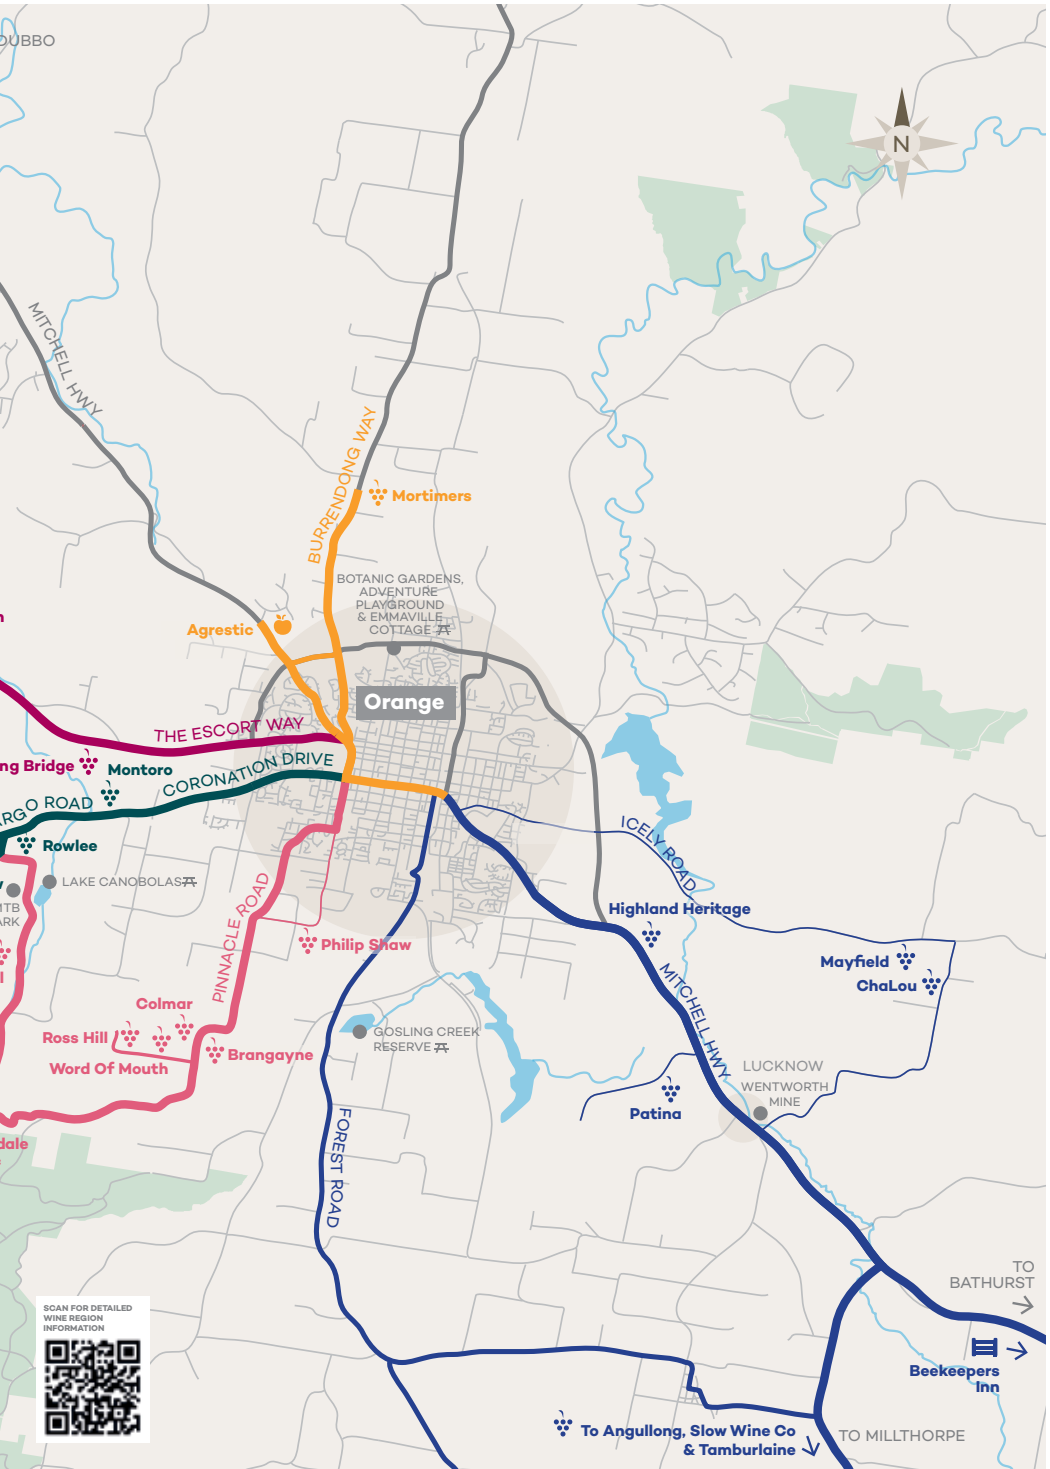 DUBBO
N
MITCHELL HWY
BURRENDONG WAY
Mortimers
BOTANIC GARDENS,
ADVENTURE
PLAYGROUND
& EMMAVILLE
COTTAGE
Agrestic
Orange
THE ESCORT WAY
ng Bridge
Montoro
CORONATION DRIVE
ARGO ROAD
Rowlee
LAKE CANOBOLAS
MTB
ARK
ICELY ROAD
PINNACLE ROAD
Highland Heritage
Philip Shaw
Mayfield
ChaLou
MITCHELL HWY
Colmar
Ross Hill
Word Of Mouth
Brangayne
GOSLING CREEK
RESERVE
LUCKNOW
WENTWORTH
MINE
Patina
dale
FOREST ROAD
TO
BATHURST
SCAN FOR DETAILED
WINE REGION
INFORMATION
Beekeepers
Inn
To Angullong, Slow Wine Co
& Tamburlaine
TO MILLTHORPE